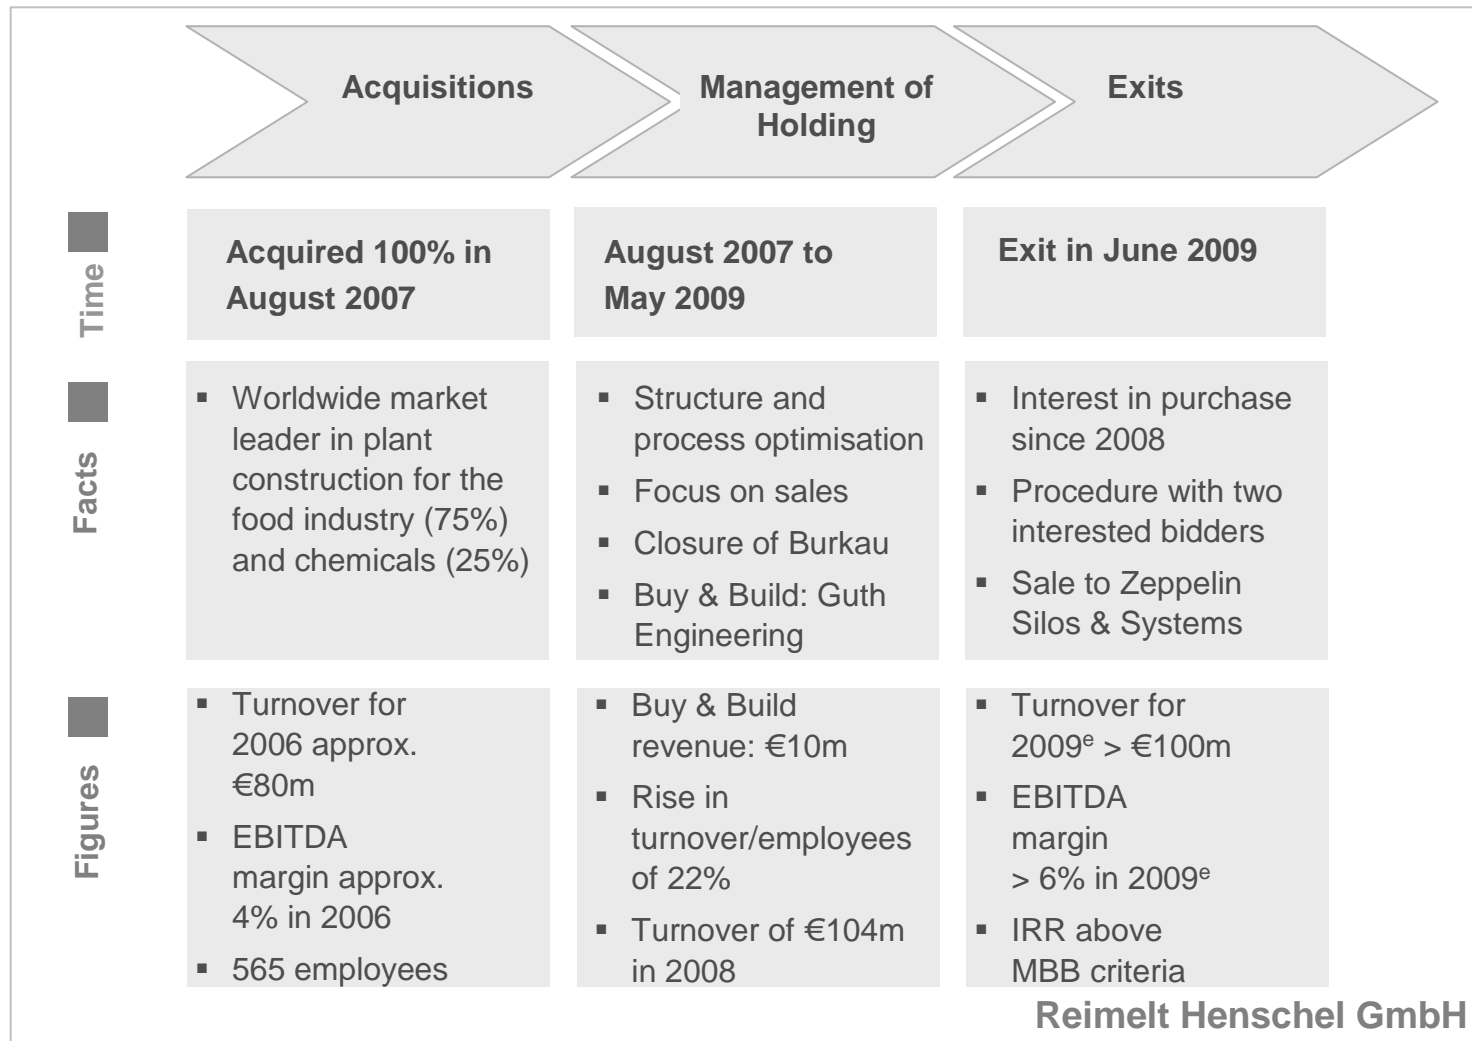 Acquisitions
Management of
Holding
Exits
Time
Acquired 100% in
August 2007
August 2007 to
May 2009
Exit in June 2009
Facts
▪ Worldwide market
leader in plant
construction for the
food industry (75%)
and chemicals (25%)
▪ Structure and
process optimisation
▪ Focus on sales
▪ Closure of Burkau
▪ Buy & Build: Guth
Engineering
▪ Interest in purchase
since 2008
▪ Procedure with two
interested bidders
▪ Sale to Zeppelin
Silos & Systems
Figures
▪ Turnover for
2006 approx.
€80m
▪ EBITDA
margin approx.
4% in 2006
▪ 565 employees
▪ Buy & Build
revenue: €10m
▪ Rise in
turnover/employees
of 22%
▪ Turnover of €104m
in 2008
▪ Turnover for
2009ᵉ > €100m
▪ EBITDA
margin
> 6% in 2009ᵉ
▪ IRR above
MBB criteria
Reimelt Henschel GmbH